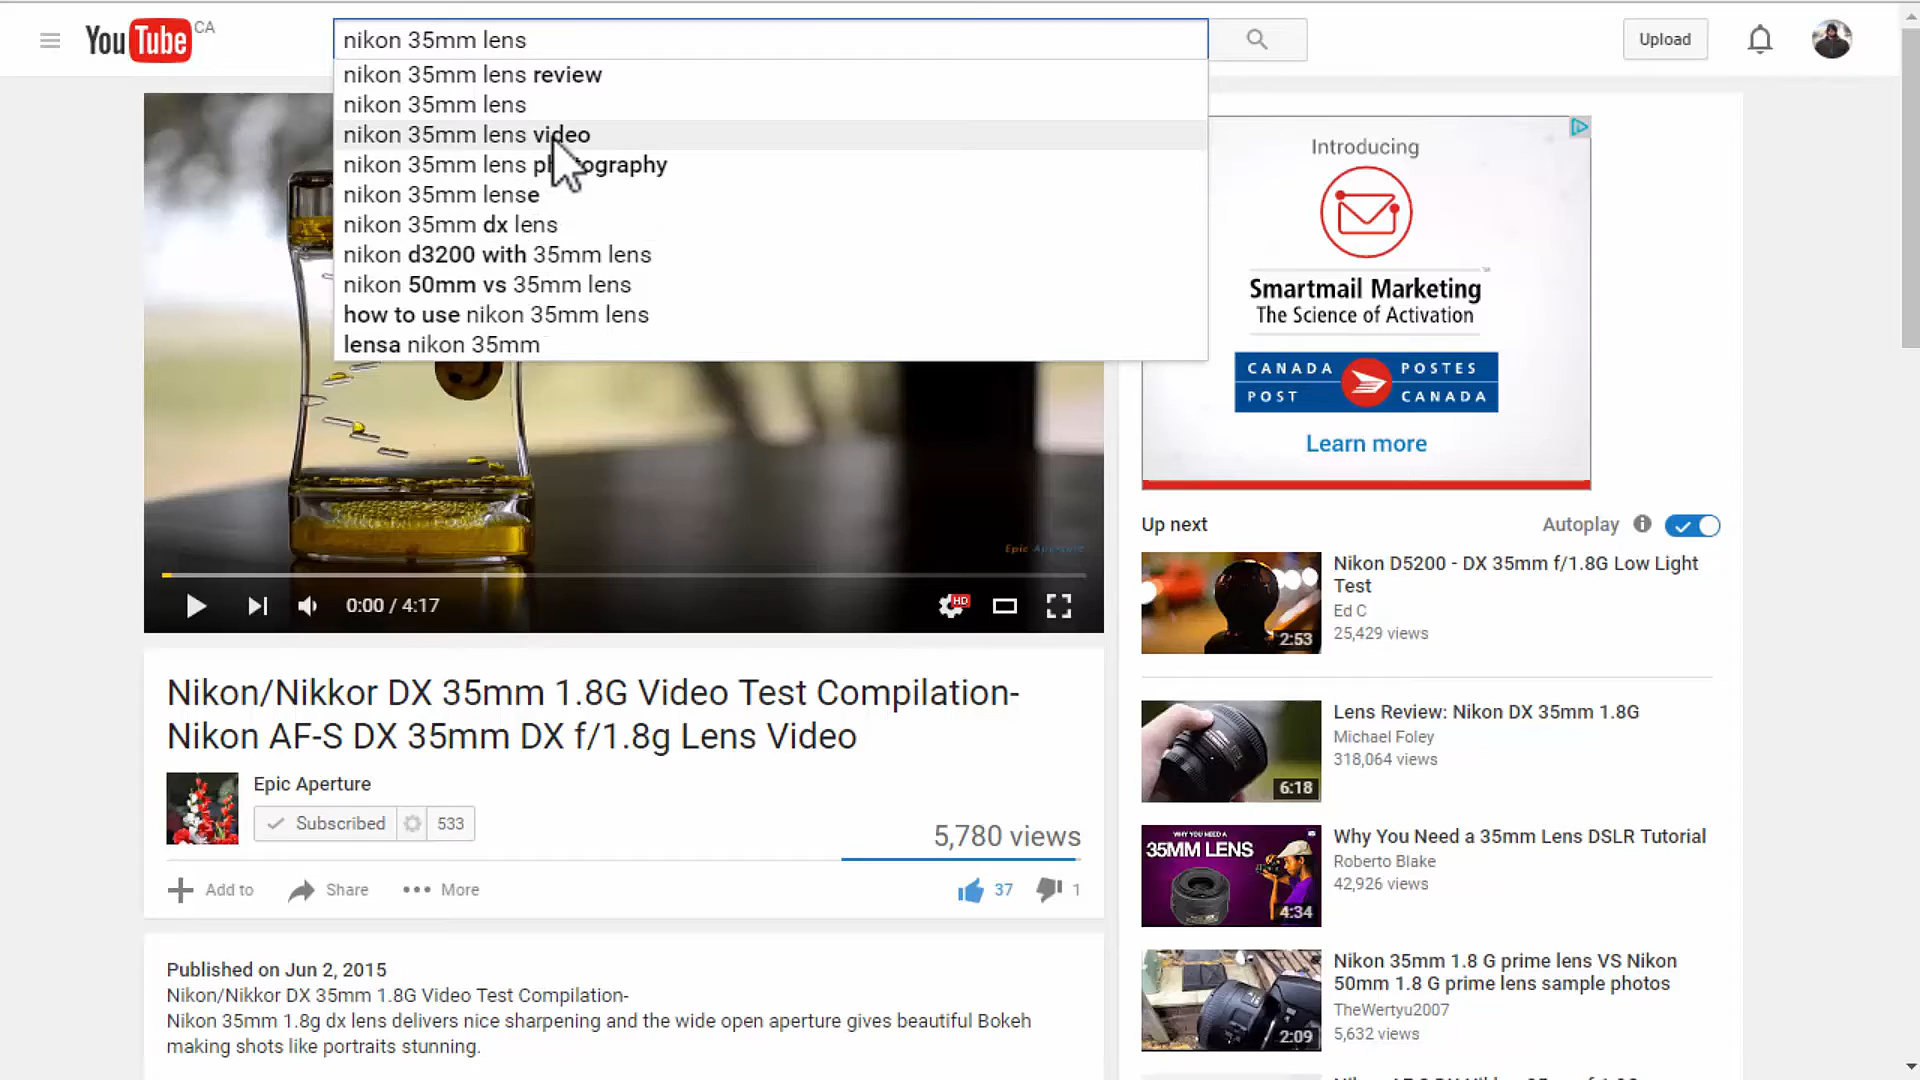 YouTube CA
nikon 35mm lens
Upload
nikon 35mm lens review
nikon 35mm lens
nikon 35mm lens video
nikon 35mm lens photography
nikon 35mm lense
nikon 35mm dx lens
nikon d3200 with 35mm lens
nikon 50mm vs 35mm lens
how to use nikon 35mm lens
lensa nikon 35mm
Epic Aperture
0:00 / 4:17
HD
Nikon/Nikkor DX 35mm 1.8G Video Test Compilation-
Nikon AF-S DX 35mm DX f/1.8g Lens Video
Epic Aperture
Subscribed 533
5,780 views
Add to Share More 37 1
Published on Jun 2, 2015
Nikon/Nikkor DX 35mm 1.8G Video Test Compilation-
Nikon 35mm 1.8g dx lens delivers nice sharpening and the wide open aperture gives beautiful Bokeh
making shots like portraits stunning.
Introducing
Smartmail Marketing
The Science of Activation
CANADA POSTES
POST CANADA
Learn more
Up next Autoplay
2:53
Nikon D5200 - DX 35mm f/1.8G Low Light
Test
Ed C
25,429 views
6:18
Lens Review: Nikon DX 35mm 1.8G
Michael Foley
318,064 views
WHY YOU NEED A
35MM LENS
4:34
Why You Need a 35mm Lens DSLR Tutorial
Roberto Blake
42,926 views
2:09
Nikon 35mm 1.8 G prime lens VS Nikon
50mm 1.8 G prime lens sample photos
TheWertyu2007
5,632 views